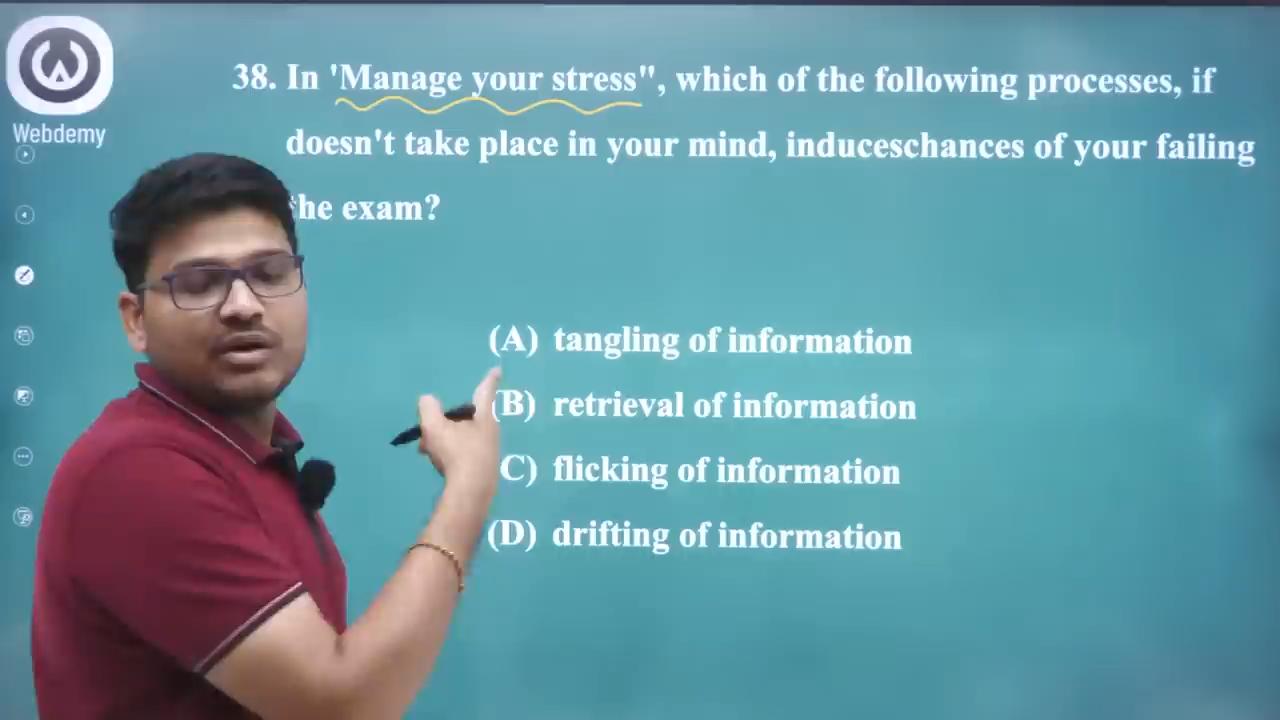 Webdemy
38. In 'Manage your stress", which of the following processes, if
doesn't take place in your mind, induceschances of your failing
the exam?
(A) tangling of information
(B) retrieval of information
(C) flicking of information
(D) drifting of information